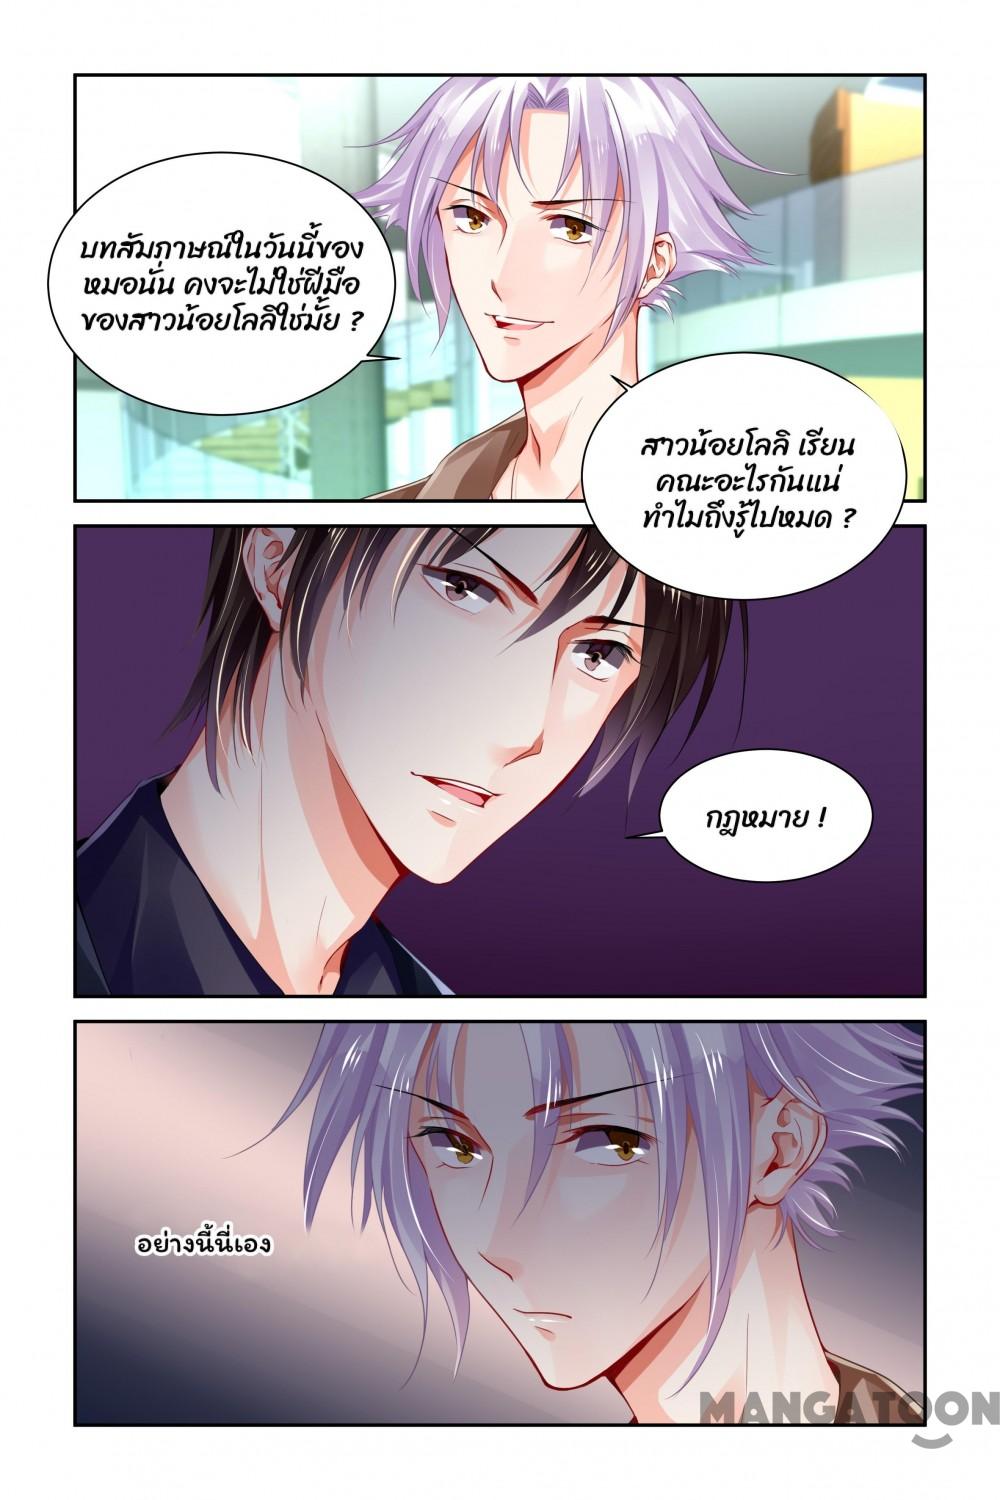 บทสัมภาษณ์ในวันนี้ของ
หมอนั่น คงจะไม่ใช่ฝีมือ
ของสาวน้อยโลลิใช่มั้ย ?
สาวน้อยโลลิ เรียน
คณะอะไรกันแน่
ทำไมถึงรู้ไปหมด ?
กฎหมาย !
อย่างนี้นี่เอง
MANGATOON